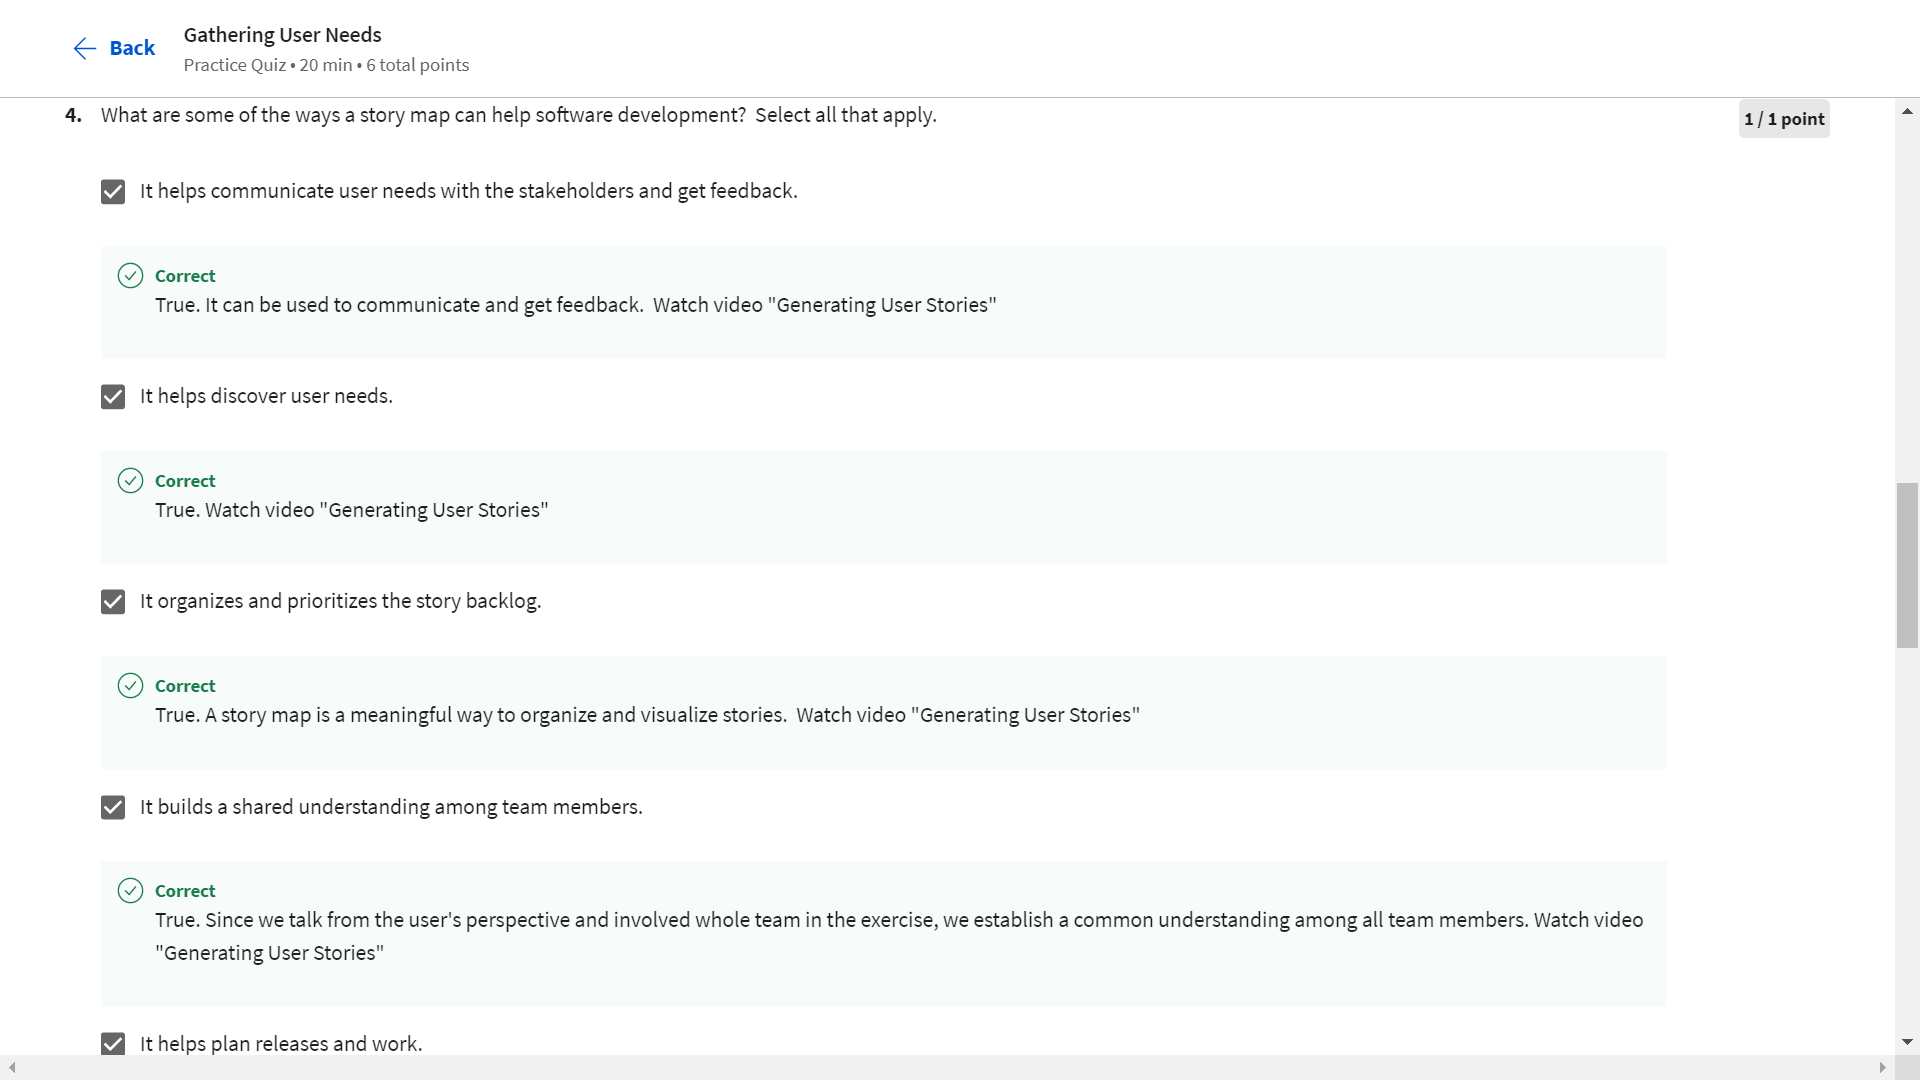 Back
Gathering User Needs
Practice Quiz • 20 min • 6 total points
4. What are some of the ways a story map can help software development?  Select all that apply.
1 / 1 point
It helps communicate user needs with the stakeholders and get feedback.
Correct
True. It can be used to communicate and get feedback.  Watch video "Generating User Stories"
It helps discover user needs.
Correct
True. Watch video "Generating User Stories"
It organizes and prioritizes the story backlog.
Correct
True. A story map is a meaningful way to organize and visualize stories.  Watch video "Generating User Stories"
It builds a shared understanding among team members.
Correct
True. Since we talk from the user's perspective and involved whole team in the exercise, we establish a common understanding among all team members. Watch video
"Generating User Stories"
It helps plan releases and work.